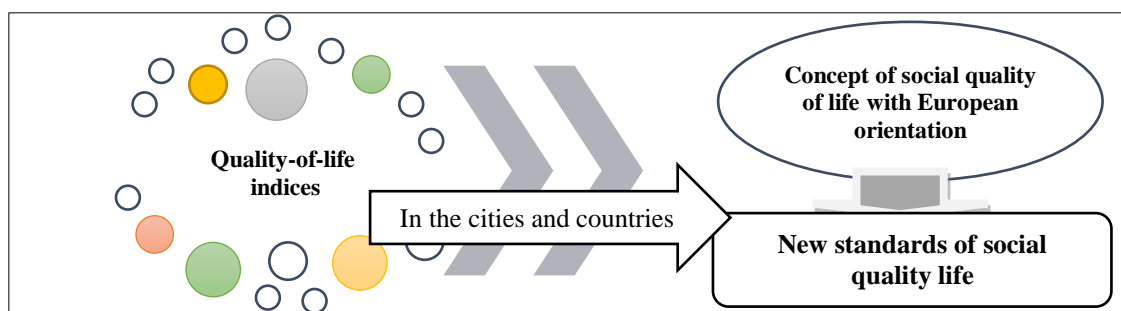 Quality-of-life
indices
In the cities and countries
Concept of social quality
of life with European
orientation
New standards of social
quality life